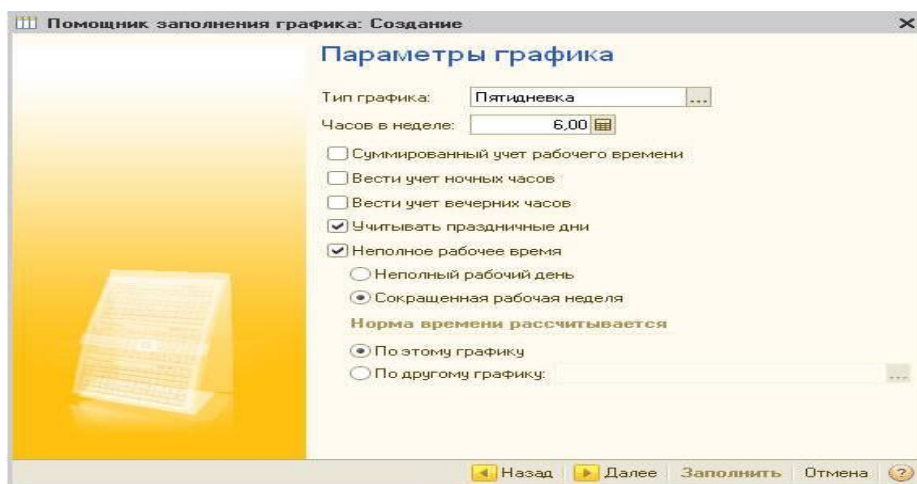 Помощник заполнения графика: Создание
Параметры графика
Тип графика: Пятидневка ...
Часов в неделе: 6,00
Суммированный учет рабочего времени
Вести учет ночных часов
Вести учет вечерних часов
Учитывать праздничные дни
Неполное рабочее время
Неполный рабочий день
Сокращенная рабочая неделя
Норма времени рассчитывается
По этому графику
По другому графику: ...
Назад Далее Заполнить Отмена ?